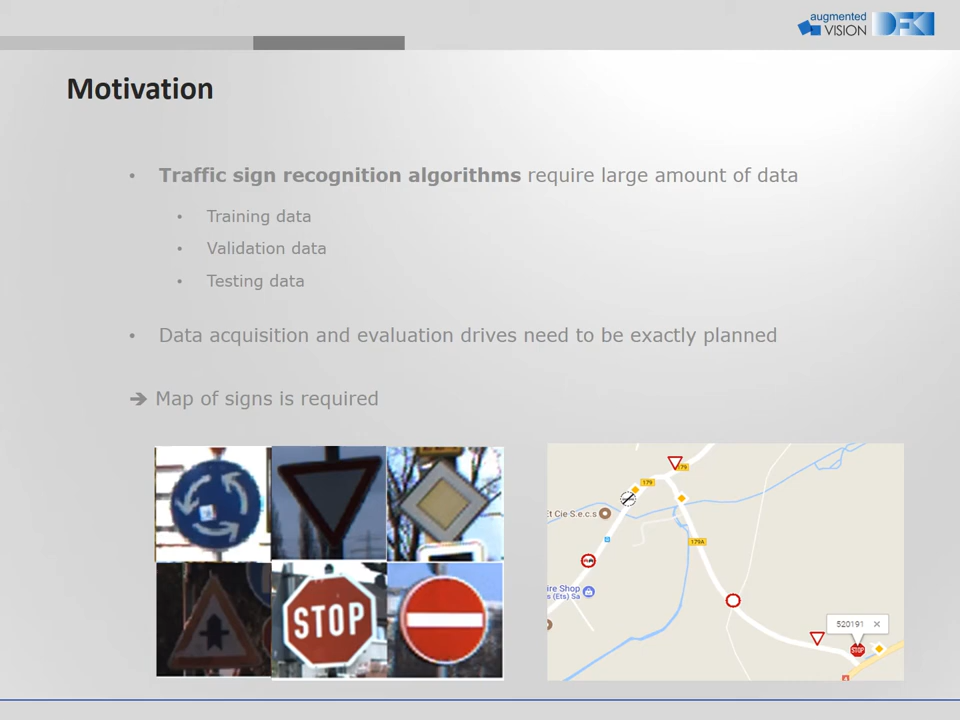 augmented
VISION DFKI
Motivation
• Traffic sign recognition algorithms require large amount of data
• Training data
• Validation data
• Testing data
• Data acquisition and evaluation drives need to be exactly planned
➔ Map of signs is required
STOP
179
179
179A
Et Cie S.e.c.s
ire Shop
s (Ets) Sa
520191 ×
STOP